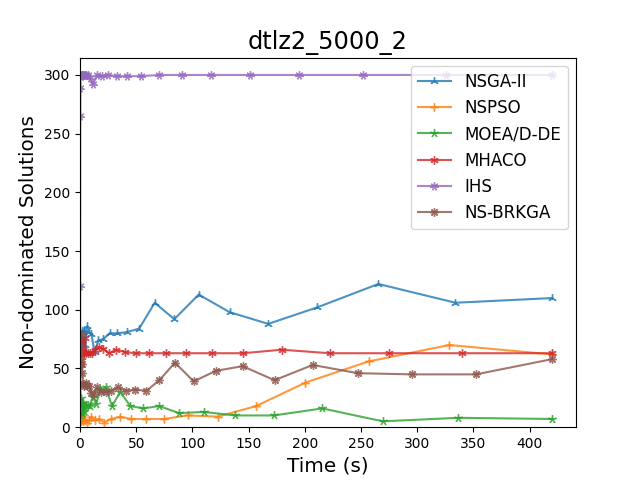 dtlz2_5000_2
Non-dominated Solutions
300
250
200
150
100
50
0
NSGA-II
NSPSO
MOEA/D-DE
MHACO
IHS
NS-BRKGA
0 50 100 150 200 250 300 350 400
Time (s)